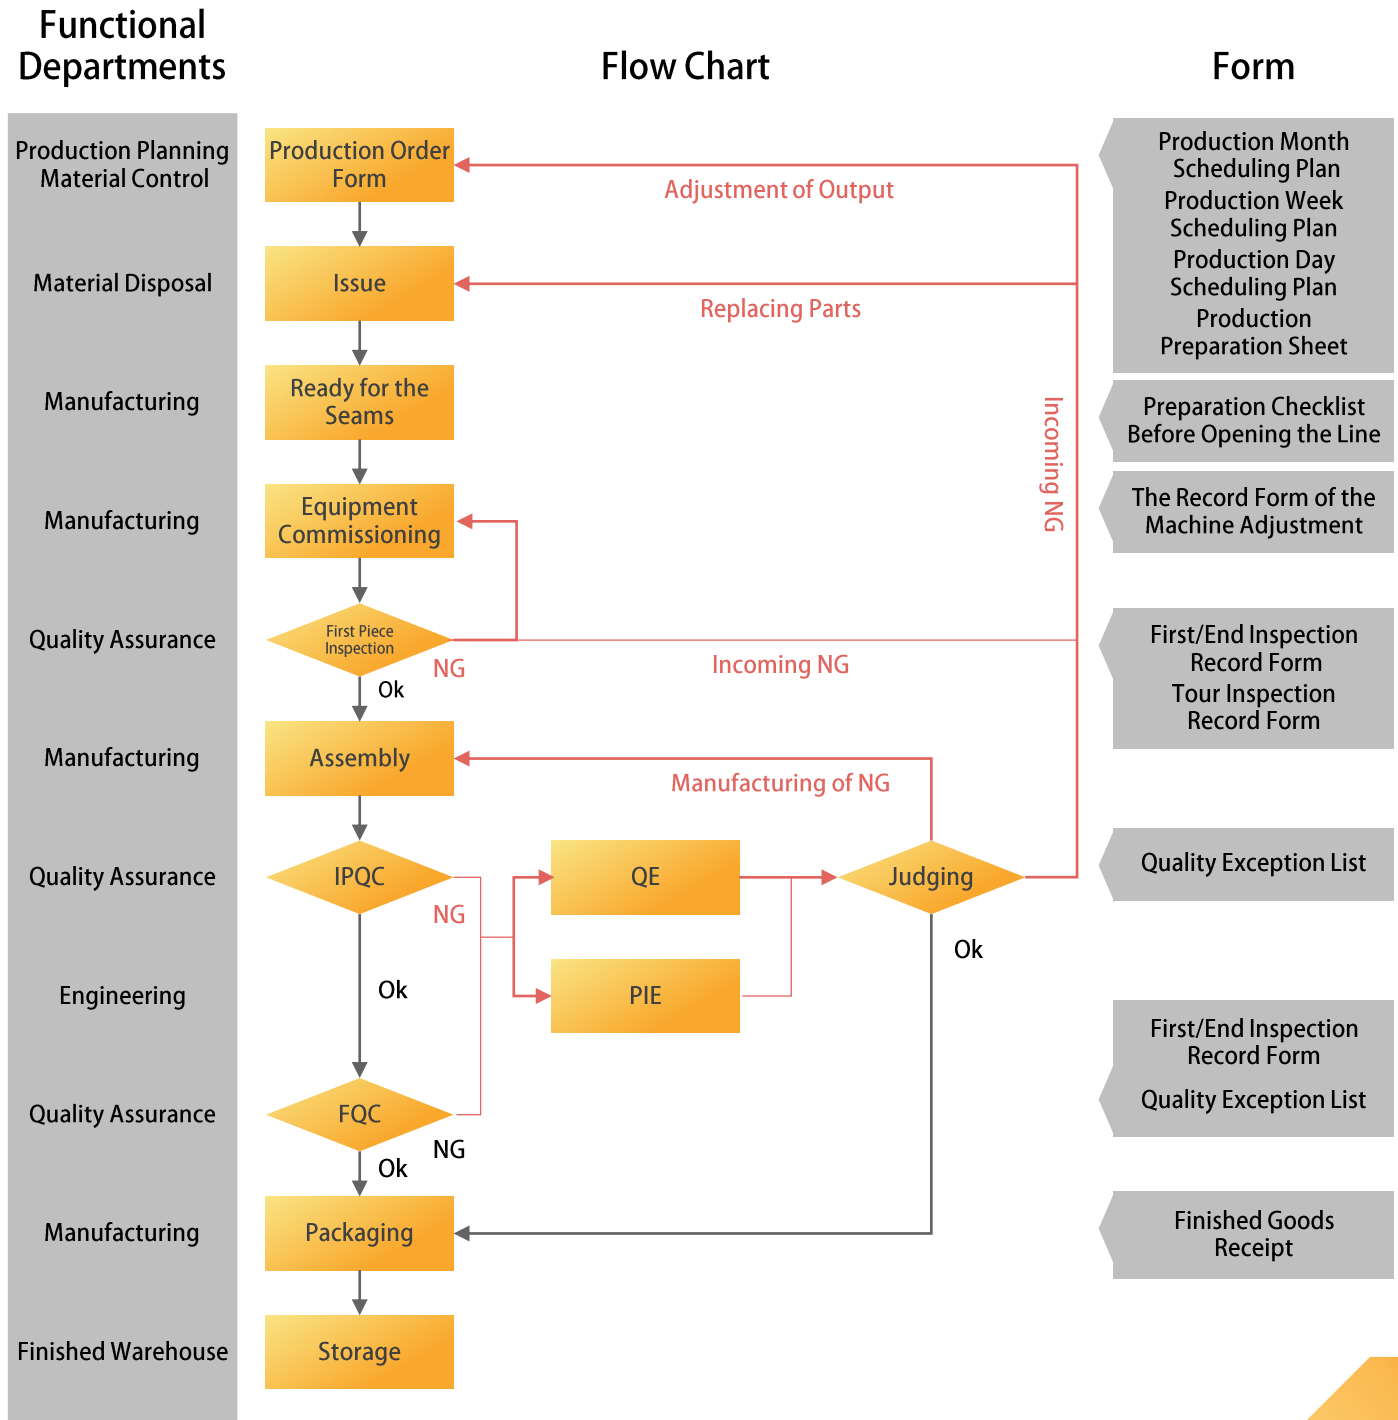 Functional
Departments
Flow Chart
Form
Production Planning
Material Control
Production Order
Form
Adjustment of Output
Production Month
Scheduling Plan
Production Week
Scheduling Plan
Production Day
Scheduling Plan
Production
Preparation Sheet
Material Disposal
Issue
Replacing Parts
Manufacturing
Ready for the
Seams
Incoming NG
Preparation Checklist
Before Opening the Line
Manufacturing
Equipment
Commissioning
The Record Form of the
Machine Adjustment
Quality Assurance
First Piece
Inspection
NG
Ok
Incoming NG
First/End Inspection
Record Form
Tour Inspection
Record Form
Manufacturing
Assembly
Manufacturing of NG
Quality Assurance
IPQC
NG
Ok
QE
Judging
Ok
Quality Exception List
Engineering
PIE
First/End Inspection
Record Form
Quality Exception List
Quality Assurance
FQC
NG
Ok
Manufacturing
Packaging
Finished Goods
Receipt
Finished Warehouse
Storage